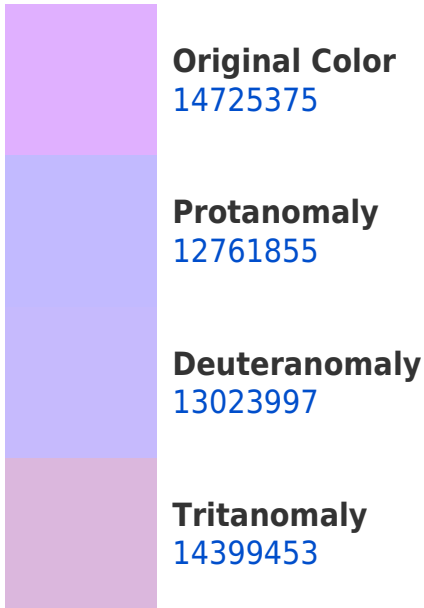 Original Color
14725375
Protanomaly
12761855
Deuteranomaly
13023997
Tritanomaly
14399453